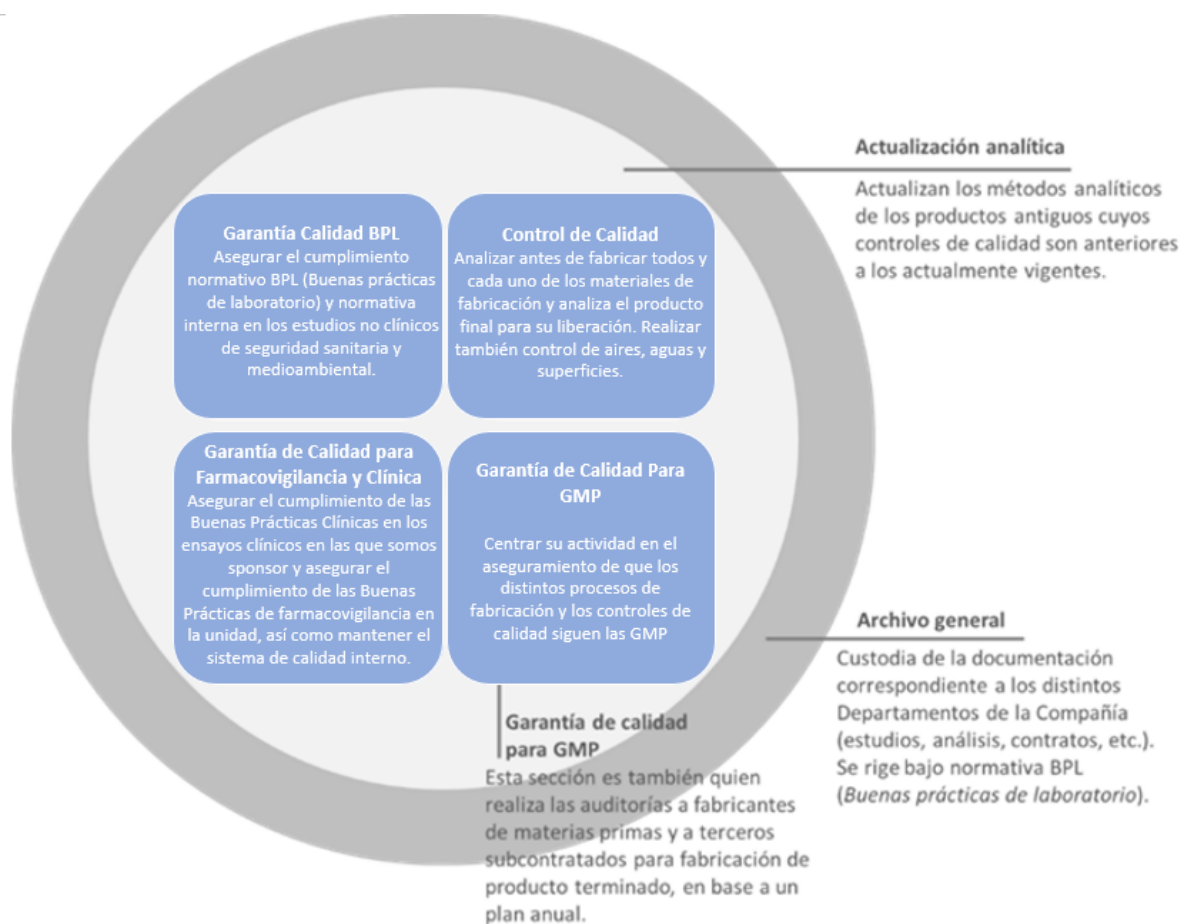 Garantía Calidad BPL
Asegurar el cumplimiento
normativo BPL (Buenas prácticas
de laboratorio) y normativa
interna en los estudios no clínicos
de seguridad sanitaria y
medioambiental.
Control de Calidad
Analizar antes de fabricar todos y
cada uno de los materiales de
fabricación y analiza el producto
final para su liberación. Realizar
también control de aires, aguas y
superficies.
Garantía de Calidad para
Farmacovigilancia y Clínica
Asegurar el cumplimiento de las
Buenas Prácticas Clínicas en los
ensayos clínicos en las que somos
sponsor y asegurar el
cumplimiento de las Buenas
Prácticas de farmacovigilancia en
la unidad, así como mantener el
sistema de calidad interno.
Garantía de Calidad Para
GMP
Centrar su actividad en el
aseguramiento de que los
distintos procesos de
fabricación y los controles de
calidad siguen las GMP
Actualización analítica
Actualizan los métodos analíticos
de los productos antiguos cuyos
controles de calidad son anteriores
a los actualmente vigentes.
Archivo general
Custodia de la documentación
correspondiente a los distintos
Departamentos de la Compañía
(estudios, análisis, contratos, etc.).
Se rige bajo normativa BPL
(Buenas prácticas de laboratorio).
Garantía de calidad
para GMP
Esta sección es también quien
realiza las auditorías a fabricantes
de materias primas y a terceros
subcontratados para fabricación de
producto terminado, en base a un
plan anual.